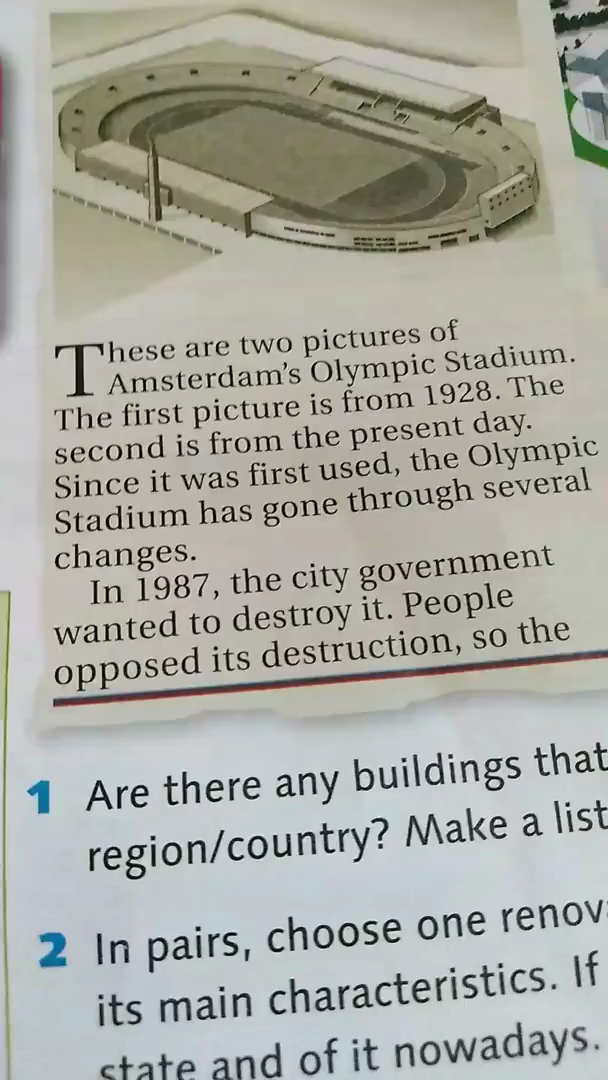 These are two pictures of
Amsterdam's Olympic Stadium.
The first picture is from 1928. The
second is from the present day.
Since it was first used, the Olympic
Stadium has gone through several
changes.
In 1987, the city government
wanted to destroy it. People
opposed its destruction, so the
1 Are there any buildings that
region/country? Make a list
2 In pairs, choose one renov
its main characteristics. If
state and of it nowadays.